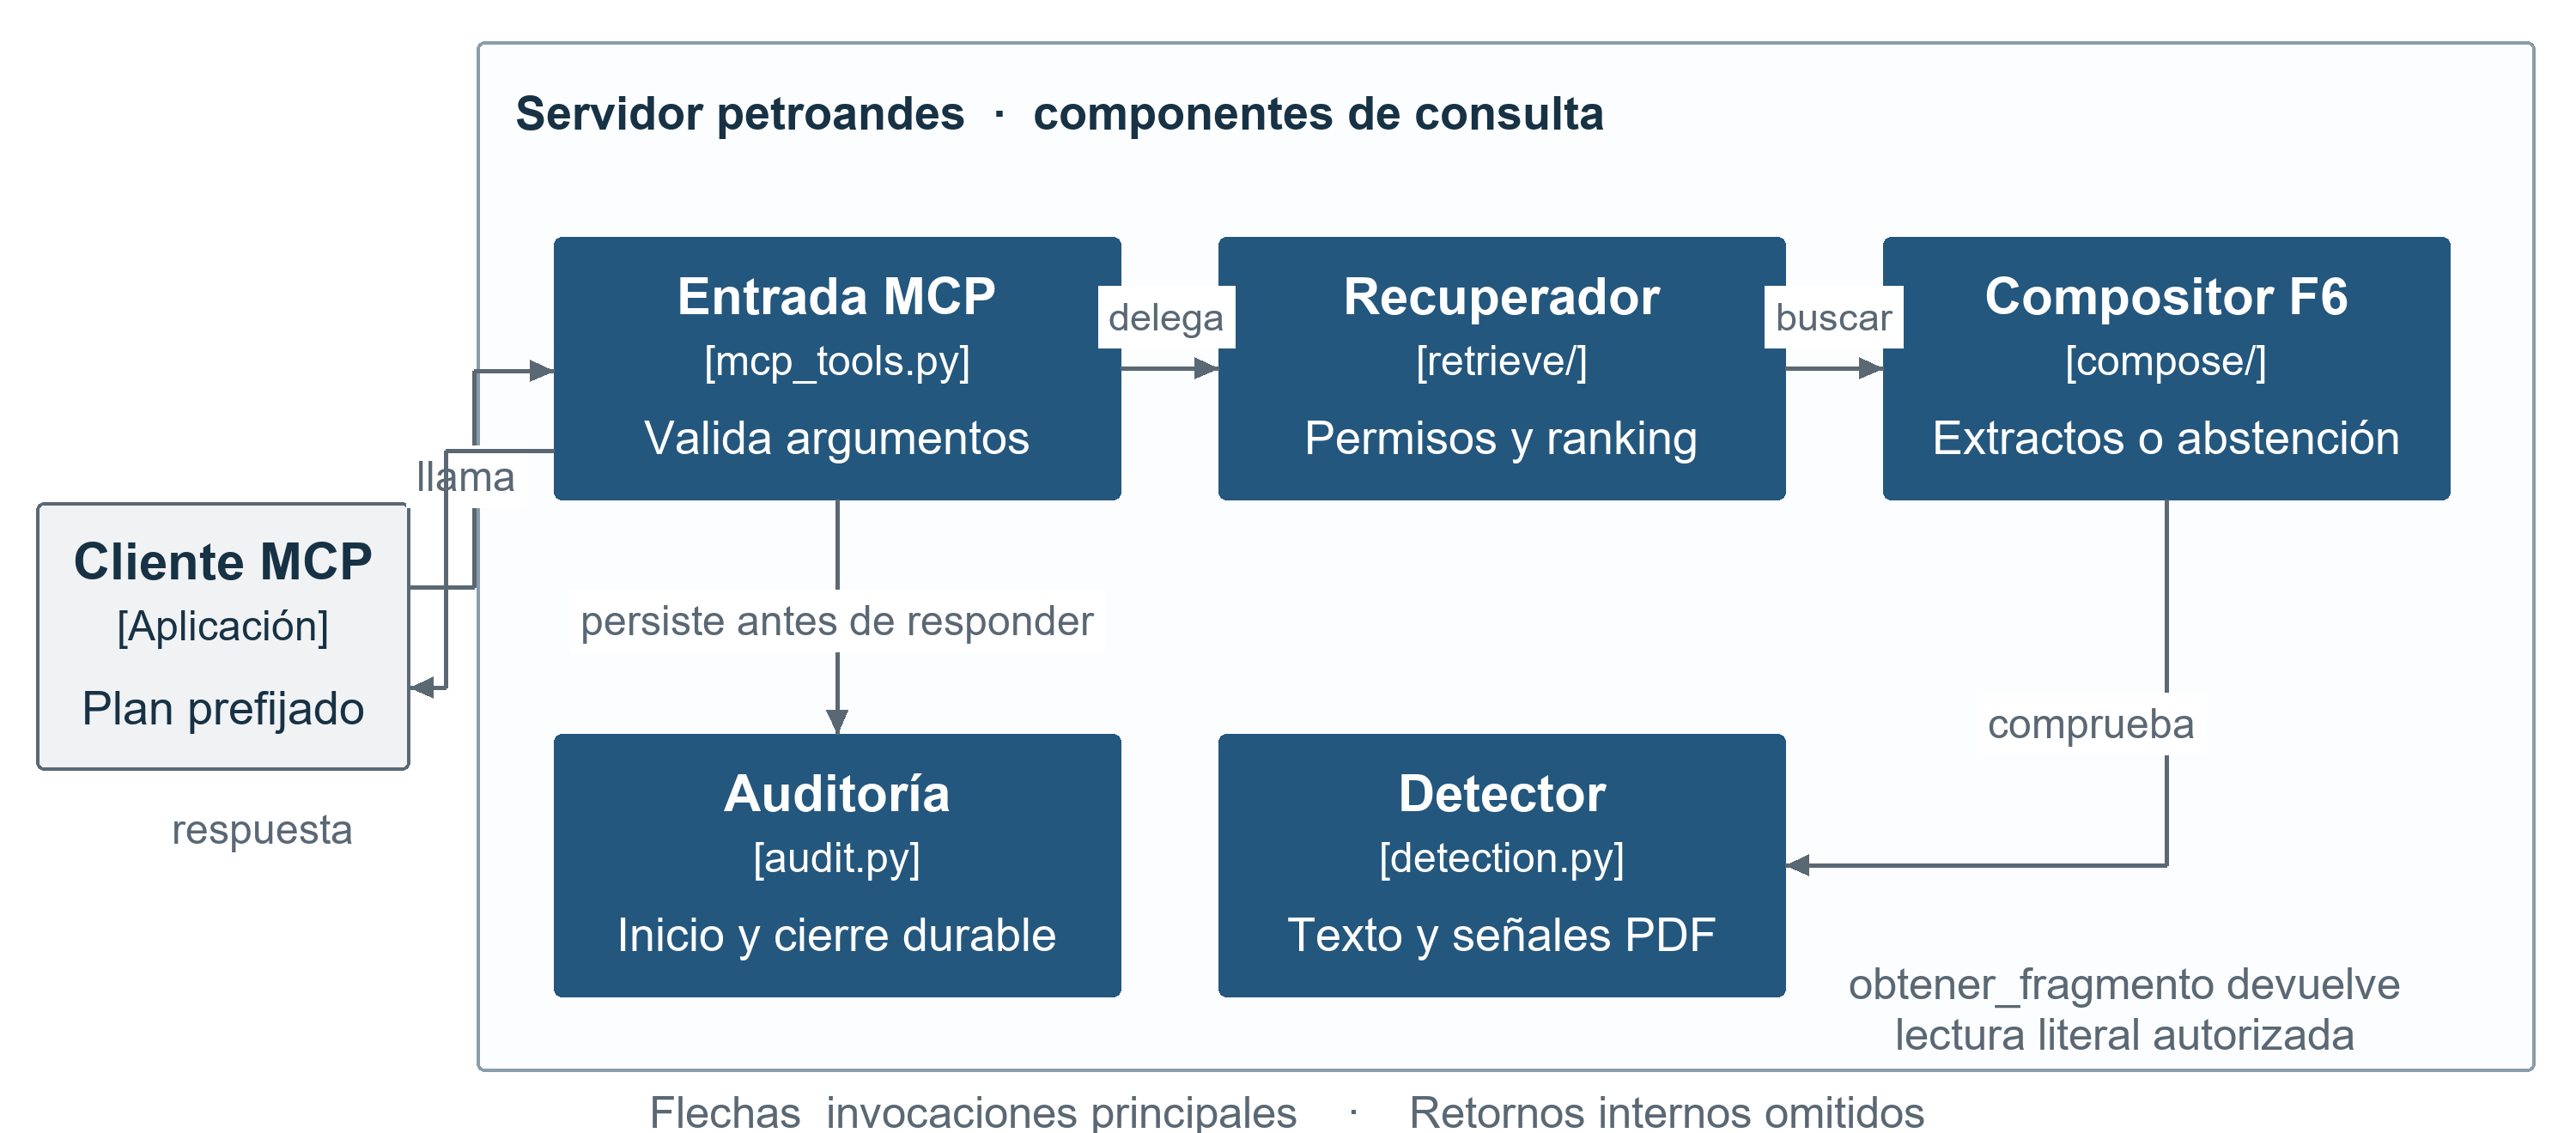 Servidor petroandes · componentes de consulta
Entrada MCP
[mcp_tools.py]
Valida argumentos
delega
Recuperador
[retrieve/]
Permisos y ranking
buscar
Compositor F6
[compose/]
Extractos o abstención
llama
Cliente MCP
[Aplicación]
Plan prefijado
respuesta
persiste antes de responder
comprueba
Auditoría
[audit.py]
Inicio y cierre durable
Detector
[detection.py]
Texto y señales PDF
obtener_fragmento devuelve
lectura literal autorizada
Flechas invocaciones principales · Retornos internos omitidos